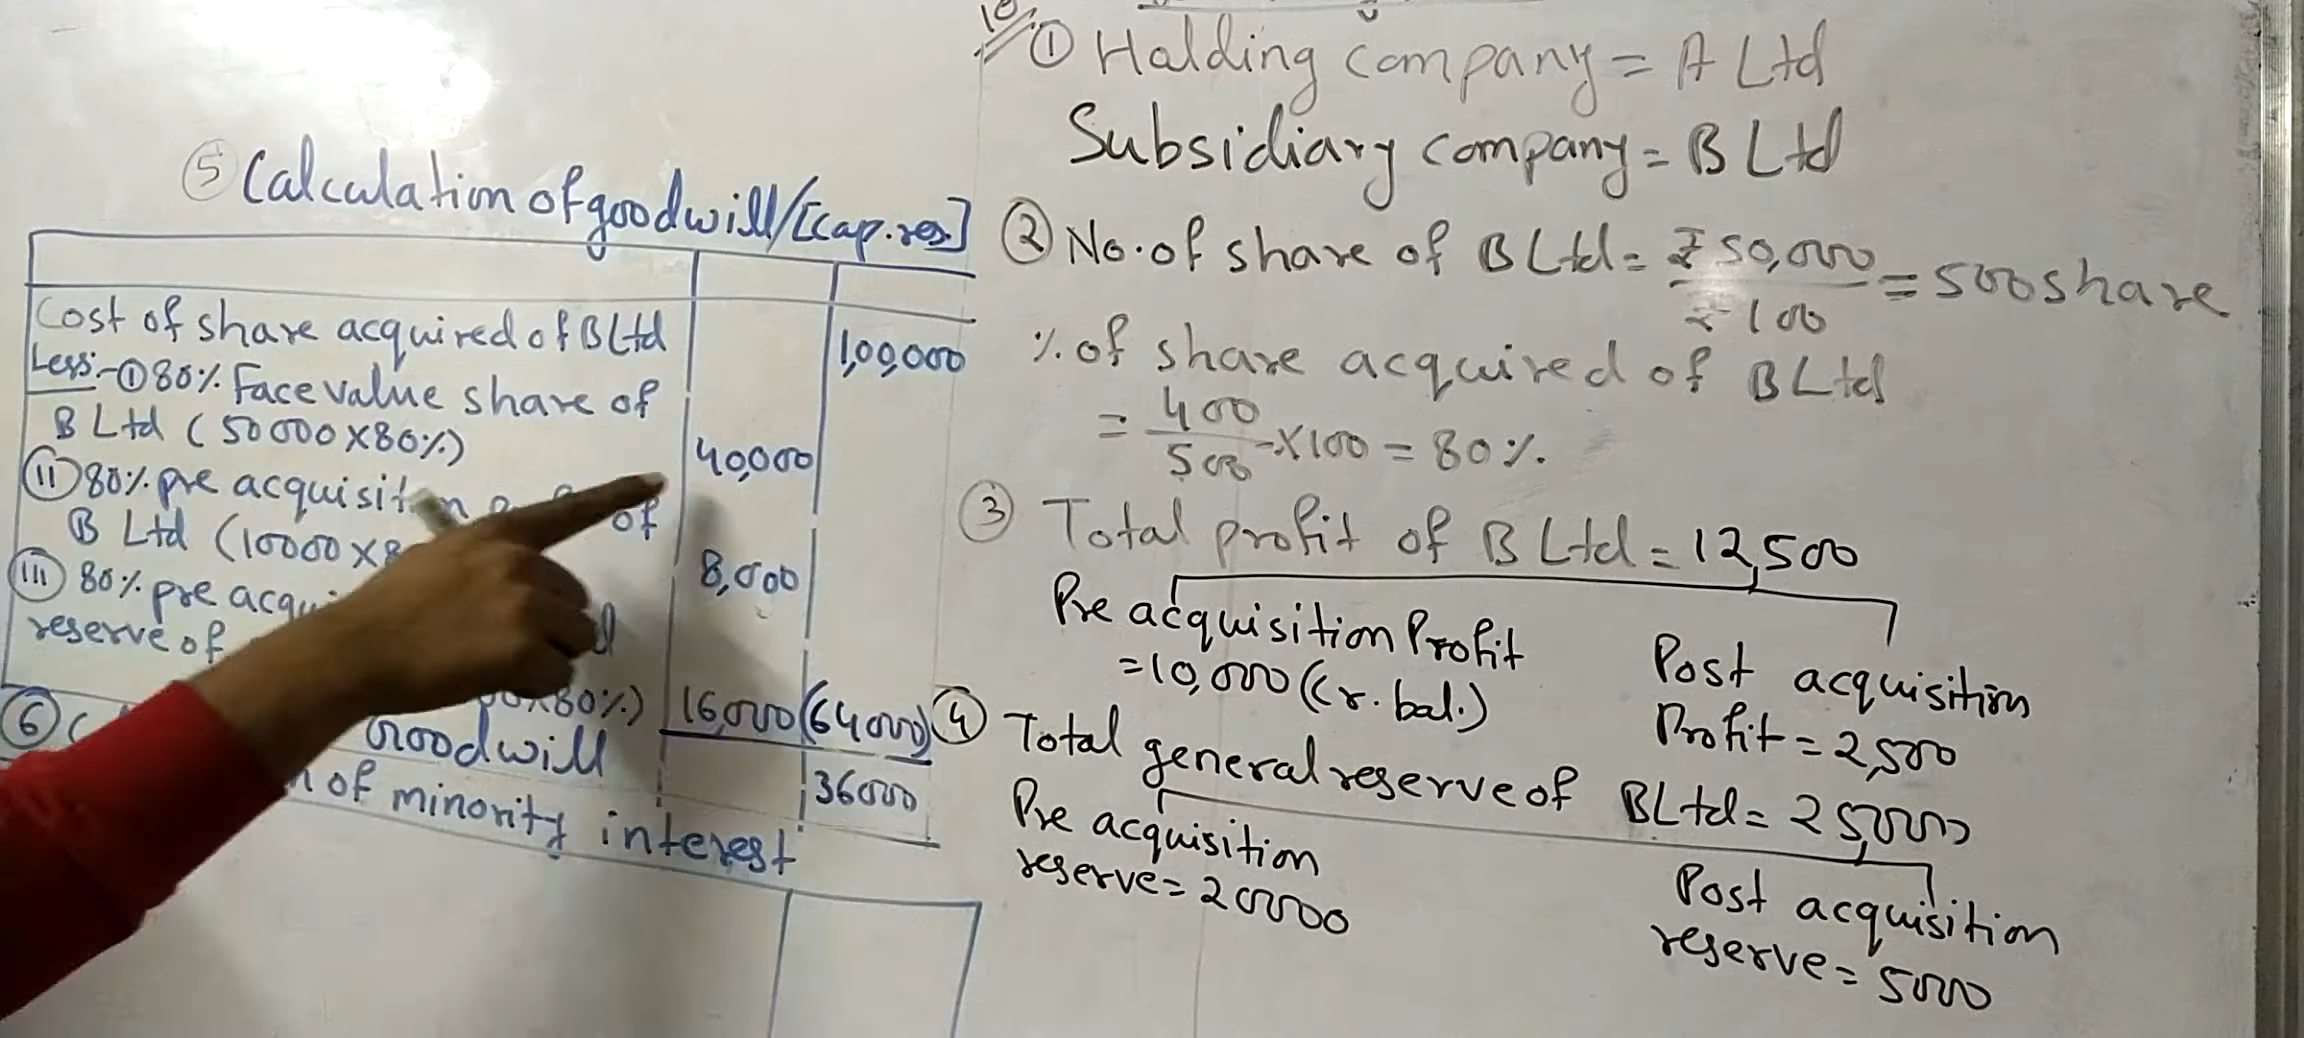 ⑤ Calculation of goodwill/[cap.res.]
Cost of share acquired of B Ltd 1,00,000
Less:-① 80% Face value share of
B Ltd (50000×80%) 40,000
(II) 80% pre acquisition of
B Ltd (10000×8 8,000
(III) 80% pre acqu
reserve of
×80%) 16,000 (64000)
Goodwill 36000
⑥ of minority interest
① Holding company = A Ltd
Subsidiary company = B Ltd
② No. of share of B Ltd = ₹50,000/₹100 = 500 share
% of share acquired of B Ltd
= 400/500 ×100 = 80%.
③ Total profit of B Ltd = 12,500
Pre acquisition Profit
=10,000 (Cr. bal.)
Post acquisition
Profit = 2,500
④ Total general reserve of B Ltd = 25,000
Pre acquisition
reserve = 20000
Post acquisition
reserve = 5000